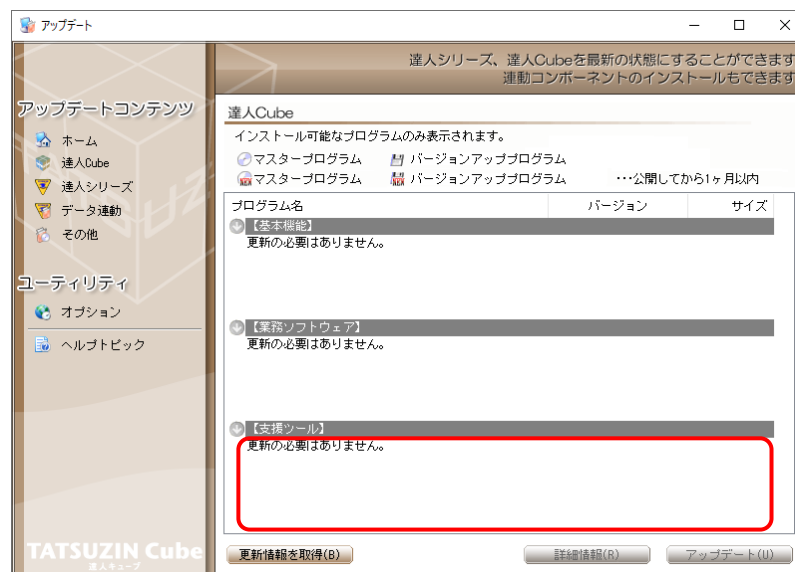 アップデート
達人シリーズ、達人Cubeを最新の状態にすることができます
連動コンポーネントのインストールもできます
アップデートコンテンツ
ホーム
達人Cube
達人シリーズ
データ連動
その他
ユーティリティ
オプション
ヘルプトピック
TATSUZIN Cube
達人キューブ
達人Cube
インストール可能なプログラムのみ表示されます。
マスタープログラム バージョンアッププログラム
マスタープログラム バージョンアッププログラム ・・・公開してから1ヶ月以内
プログラム名 バージョン サイズ
【基本機能】
更新の必要はありません。
【業務ソフトウェア】
更新の必要はありません。
【支援ツール】
更新の必要はありません。
更新情報を取得(B) 詳細情報(R) アップデート(U)